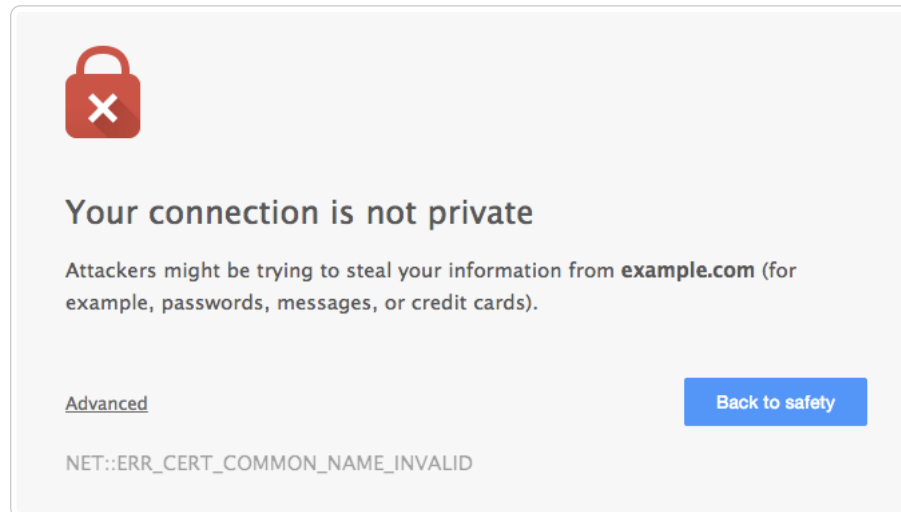 Your connection is not private
Attackers might be trying to steal your information from example.com (for
example, passwords, messages, or credit cards).
Advanced
Back to safety
NET::ERR_CERT_COMMON_NAME_INVALID